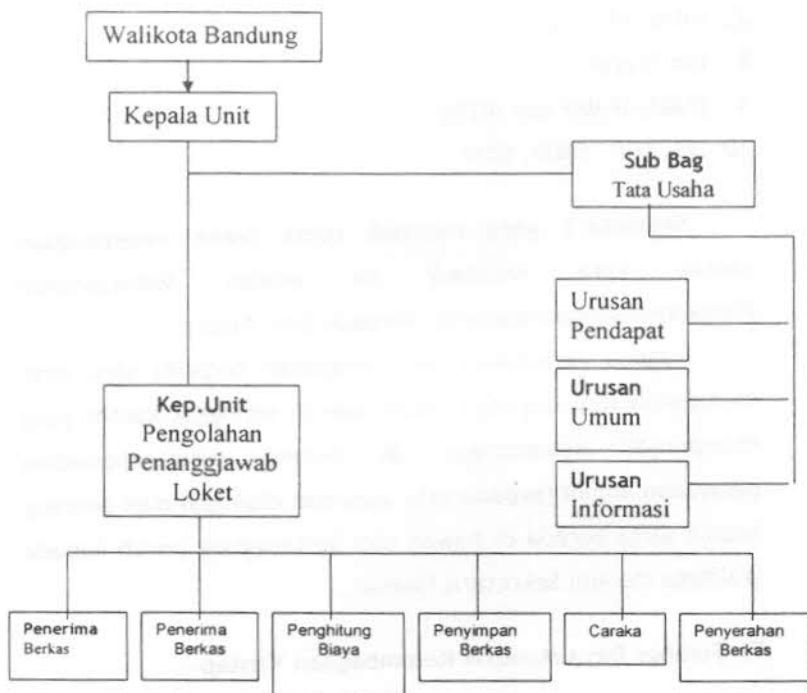 Walikota Bandung
Kepala Unit
Sub Bag
Tata Usaha
Urusan
Pendapat
Urusan
Umum
Urusan
Informasi
Kep.Unit
Pengolahan
Penanggjawab
Loket
Penerima
Berkas
Penerima
Berkas
Penghitung
Biaya
Penyimpan
Berkas
Caraka
Penyerahan
Berkas